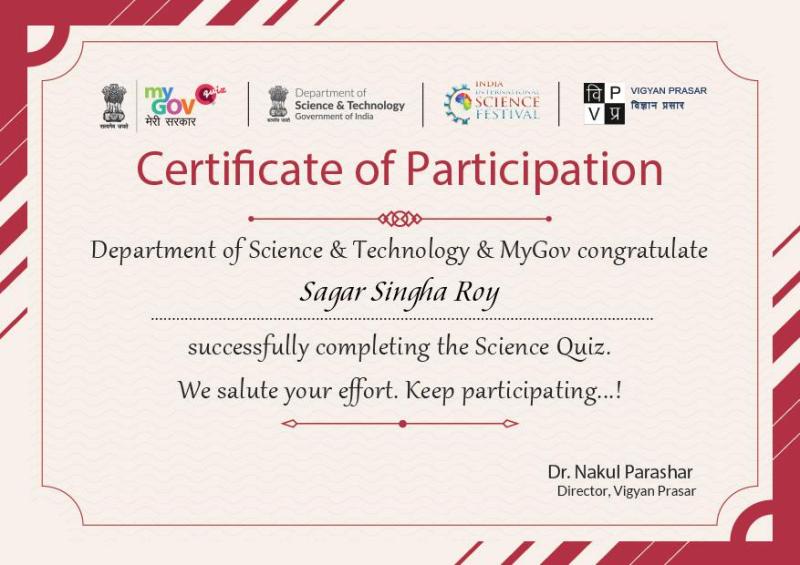 my GOV quiz
मेरी सरकार
सत्यमेव जयते
Department of
Science & Technology
Government of India
सत्यमेव जयते
INDIA
INTERNATIONAL
SCIENCE
FESTIVAL
वि P
V प्र
VIGYAN PRASAR
विज्ञान प्रसार
Certificate of Participation
Department of Science & Technology & MyGov congratulate
Sagar Singha Roy
successfully completing the Science Quiz.
We salute your effort. Keep participating...!
Dr. Nakul Parashar
Director, Vigyan Prasar